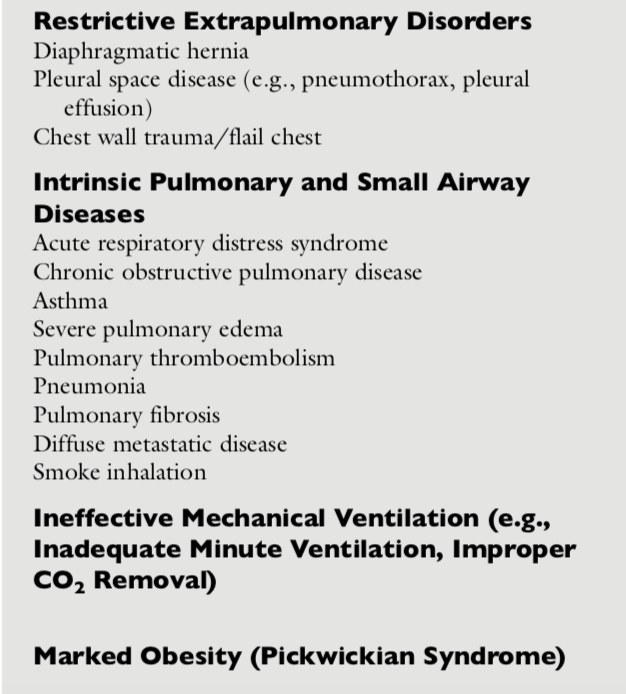 Restrictive Extrapulmonary Disorders
Diaphragmatic hernia
Pleural space disease (e.g., pneumothorax, pleural
effusion)
Chest wall trauma/flail chest
Intrinsic Pulmonary and Small Airway
Diseases
Acute respiratory distress syndrome
Chronic obstructive pulmonary disease
Asthma
Severe pulmonary edema
Pulmonary thromboembolism
Pneumonia
Pulmonary fibrosis
Diffuse metastatic disease
Smoke inhalation
Ineffective Mechanical Ventilation (e.g.,
Inadequate Minute Ventilation, Improper
CO₂ Removal)
Marked Obesity (Pickwickian Syndrome)